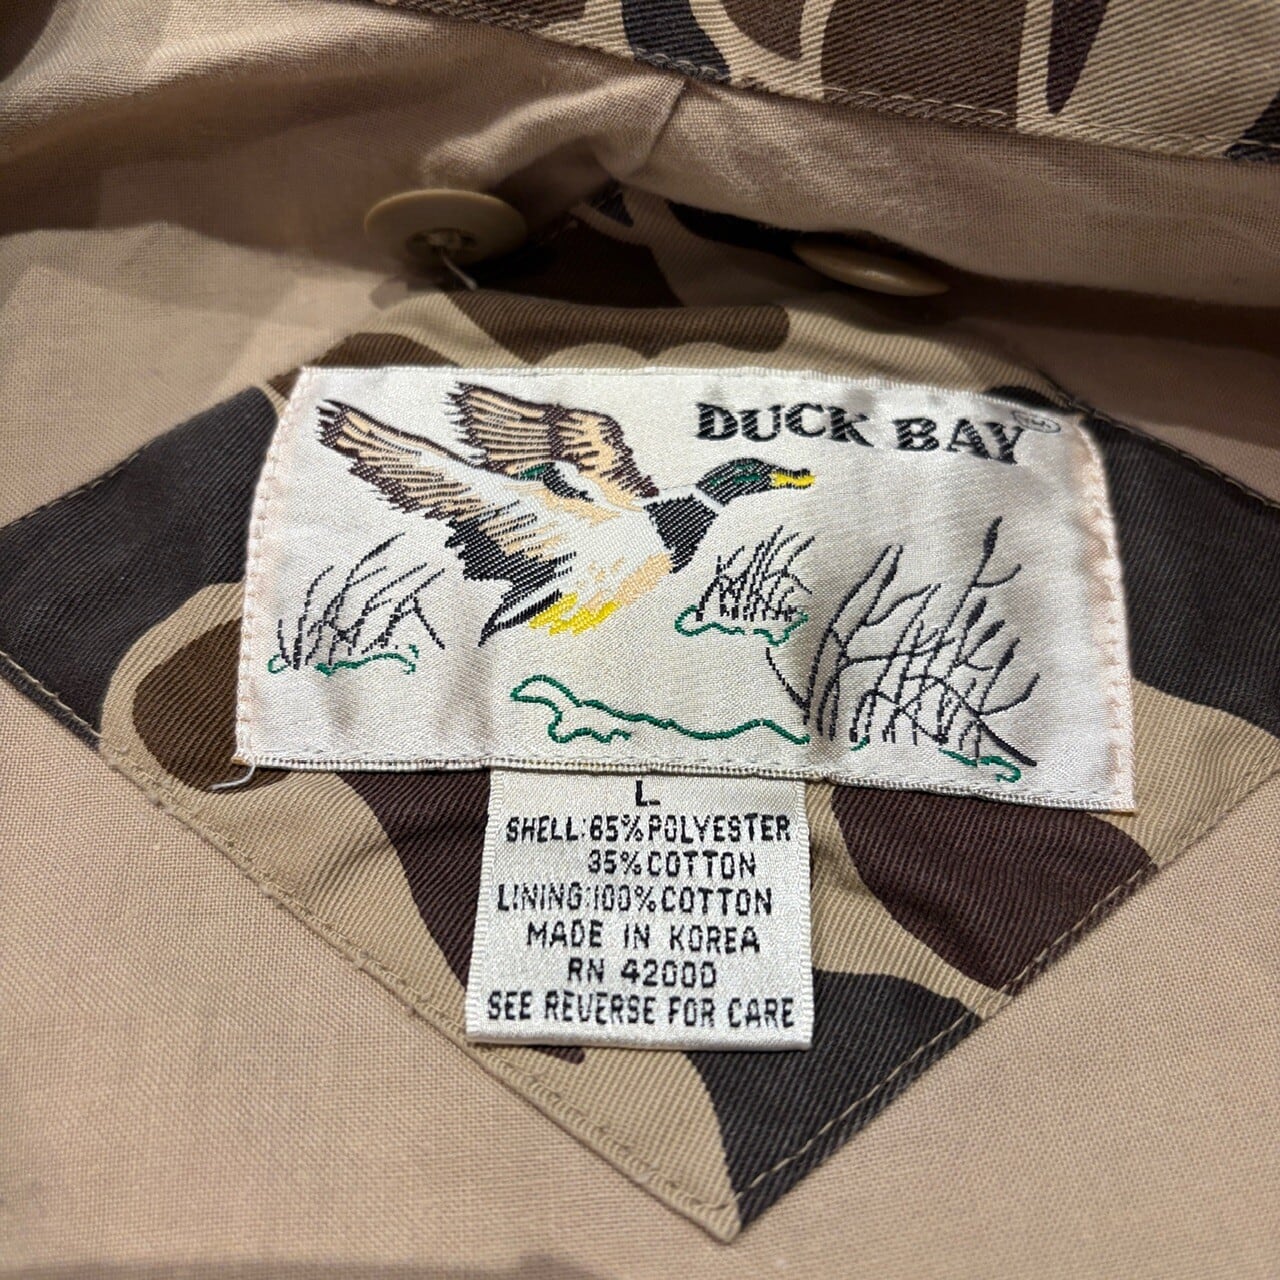 DUCK BAY®
L
SHELL:65%POLYESTER
35%COTTON
LINING:100%COTTON
MADE IN KOREA
RN 42000
SEE REVERSE FOR CARE